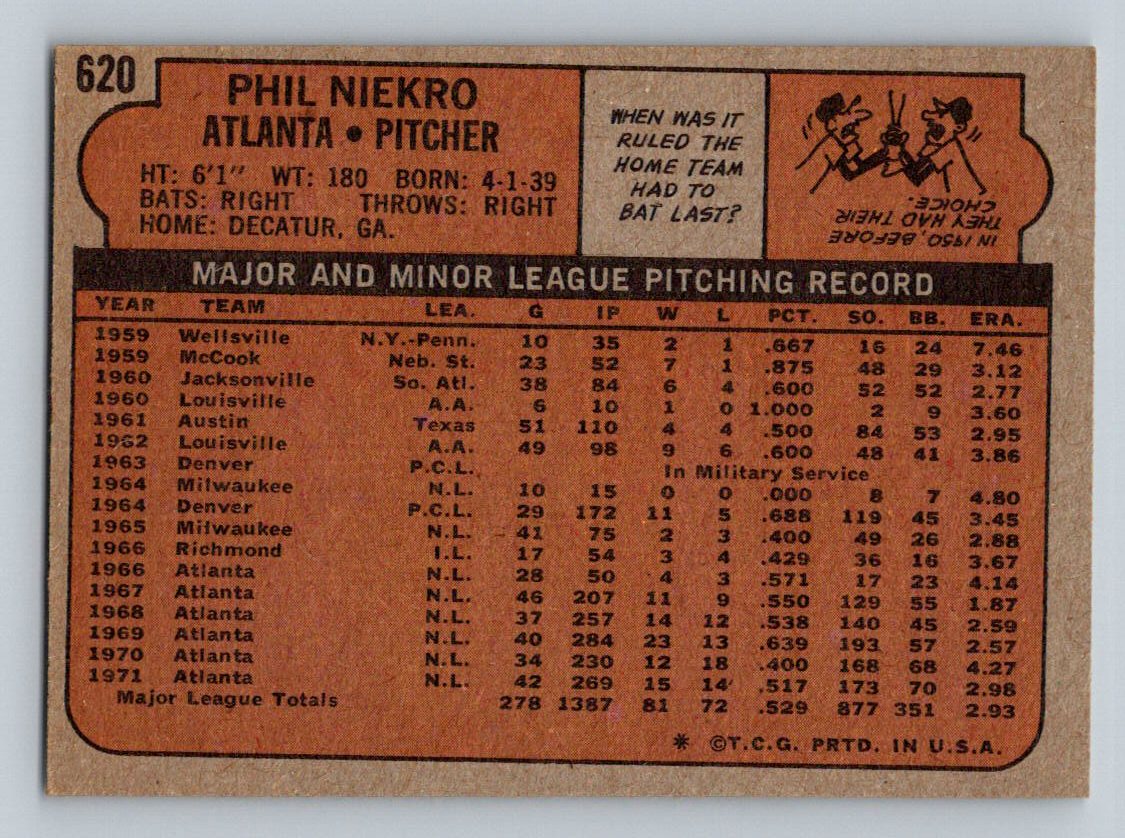 620
PHIL NIEKRO
ATLANTA • PITCHER
HT: 6'1" WT: 180 BORN: 4-1-39
BATS: RIGHT THROWS: RIGHT
HOME: DECATUR, GA.
WHEN WAS IT
RULED THE
HOME TEAM
HAD TO
BAT LAST?
IN 1950, BEFORE
THEY HAD THEIR
CHOICE.
MAJOR AND MINOR LEAGUE PITCHING RECORD
YEAR TEAM LEA. G IP W L PCT. SO. BB. ERA.
1959 Wellsville N.Y.-Penn. 10 35 2 1 .667 16 24 7.46
1959 McCook Neb. St. 23 52 7 1 .875 48 29 3.12
1960 Jacksonville So. Atl. 38 84 6 4 .600 52 52 2.77
1960 Louisville A.A. 6 10 1 0 1.000 2 9 3.60
1961 Austin Texas 51 110 4 4 .500 84 53 2.95
1962 Louisville A.A. 49 98 9 6 .600 48 41 3.86
1963 Denver P.C.L. In Military Service
1964 Milwaukee N.L. 10 15 0 0 .000 8 7 4.80
1964 Denver P.C.L. 29 172 11 5 .688 119 45 3.45
1965 Milwaukee N.L. 41 75 2 3 .400 49 26 2.88
1966 Richmond I.L. 17 54 3 4 .429 36 16 3.67
1966 Atlanta N.L. 28 50 4 3 .571 17 23 4.14
1967 Atlanta N.L. 46 207 11 9 .550 129 55 1.87
1968 Atlanta N.L. 37 257 14 12 .538 140 45 2.59
1969 Atlanta N.L. 40 284 23 13 .639 193 57 2.57
1970 Atlanta N.L. 34 230 12 18 .400 168 68 4.27
1971 Atlanta N.L. 42 269 15 14 .517 173 70 2.98
Major League Totals 278 1387 81 72 .529 877 351 2.93
* ©T.C.G. PRTD. IN U.S.A.